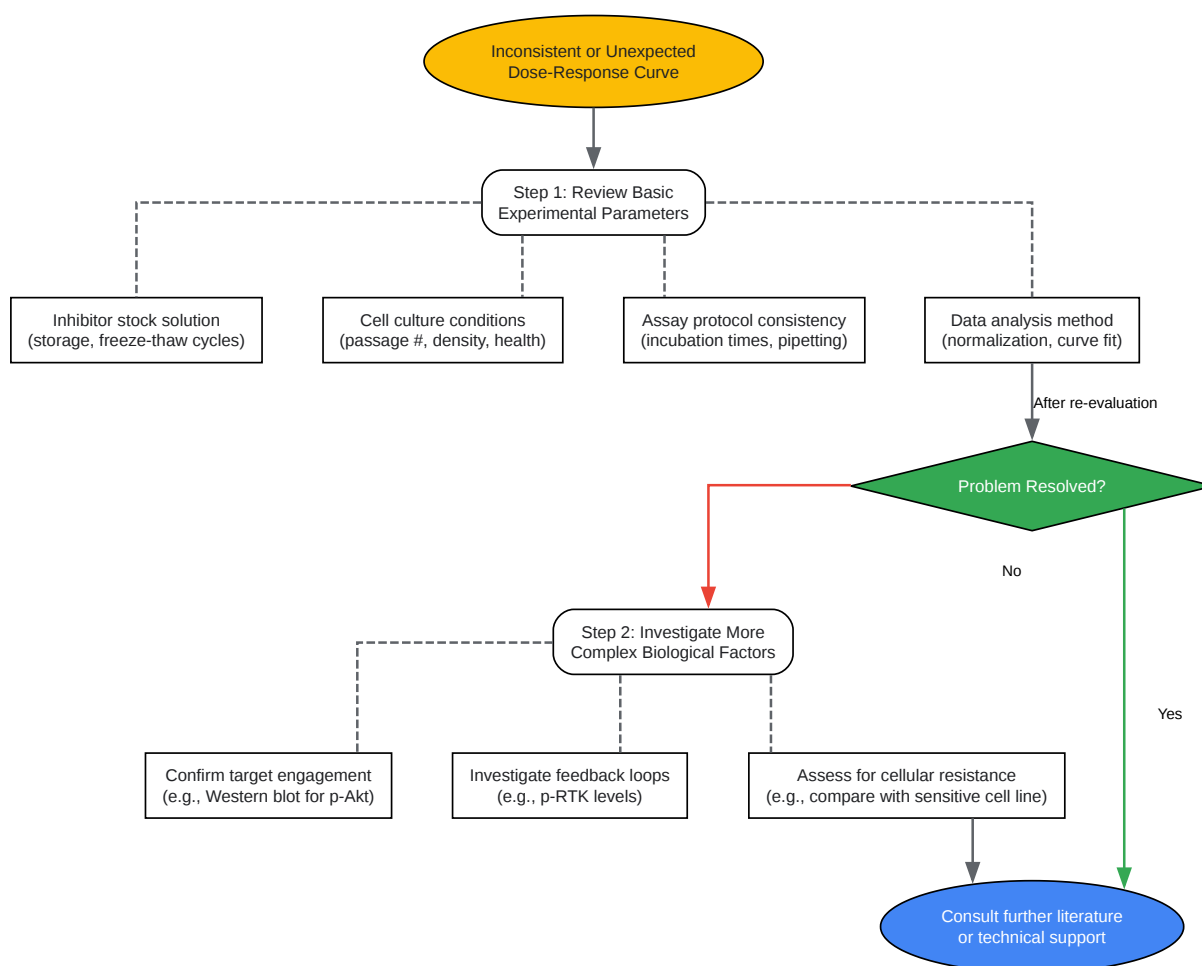 Inconsistent or Unexpected
Dose-Response Curve
Step 1: Review Basic
Experimental Parameters
Inhibitor stock solution
(storage, freeze-thaw cycles)
Cell culture conditions
(passage #, density, health)
Assay protocol consistency
(incubation times, pipetting)
Data analysis method
(normalization, curve fit)
After re-evaluation
Problem Resolved?
No
Step 2: Investigate More
Complex Biological Factors
Yes
Confirm target engagement
(e.g., Western blot for p-Akt)
Investigate feedback loops
(e.g., p-RTK levels)
Assess for cellular resistance
(e.g., compare with sensitive cell line)
Consult further literature
or technical support